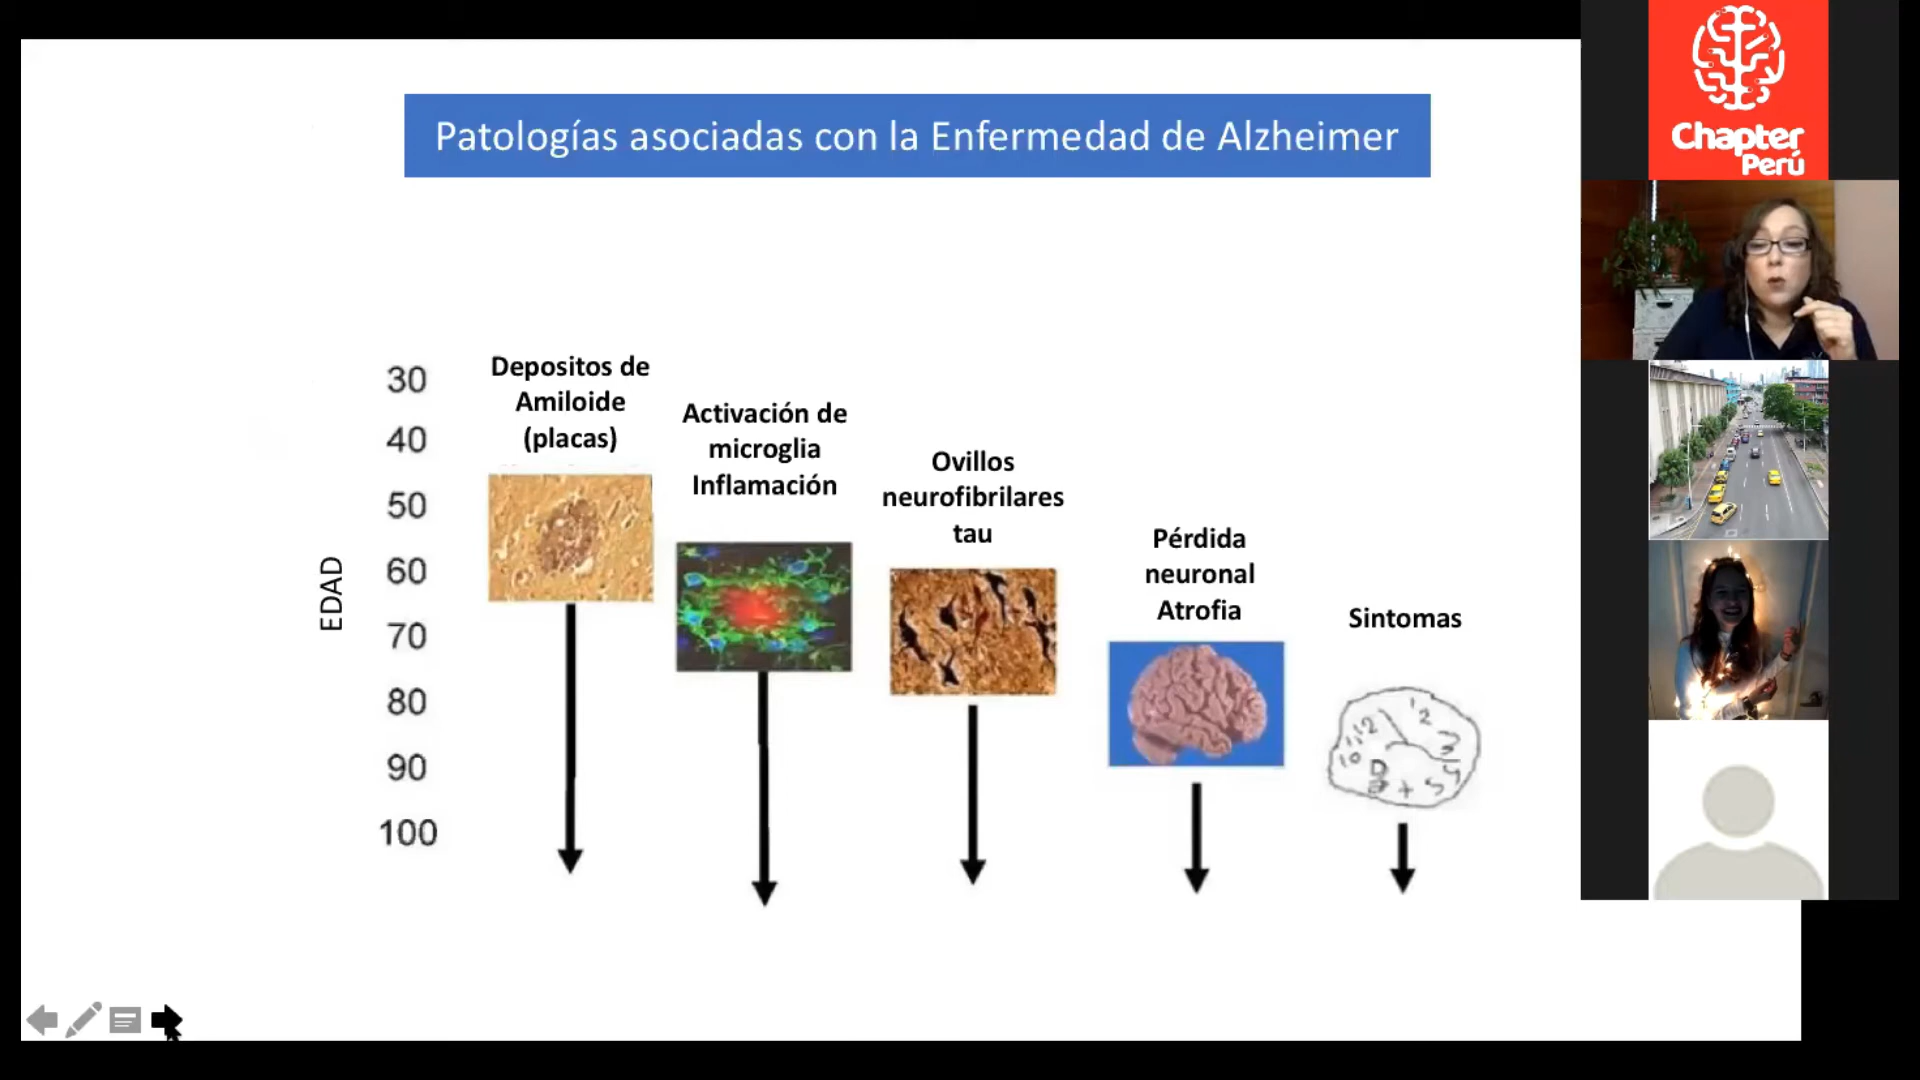 Patologías asociadas con la Enfermedad de Alzheimer
Chapter
Perú
EDAD
30
40
50
60
70
80
90
100
Depositos de
Amiloide
(placas)
Activación de
microglia
Inflamación
Ovillos
neurofibrilares
tau
Pérdida
neuronal
Atrofia
Sintomas